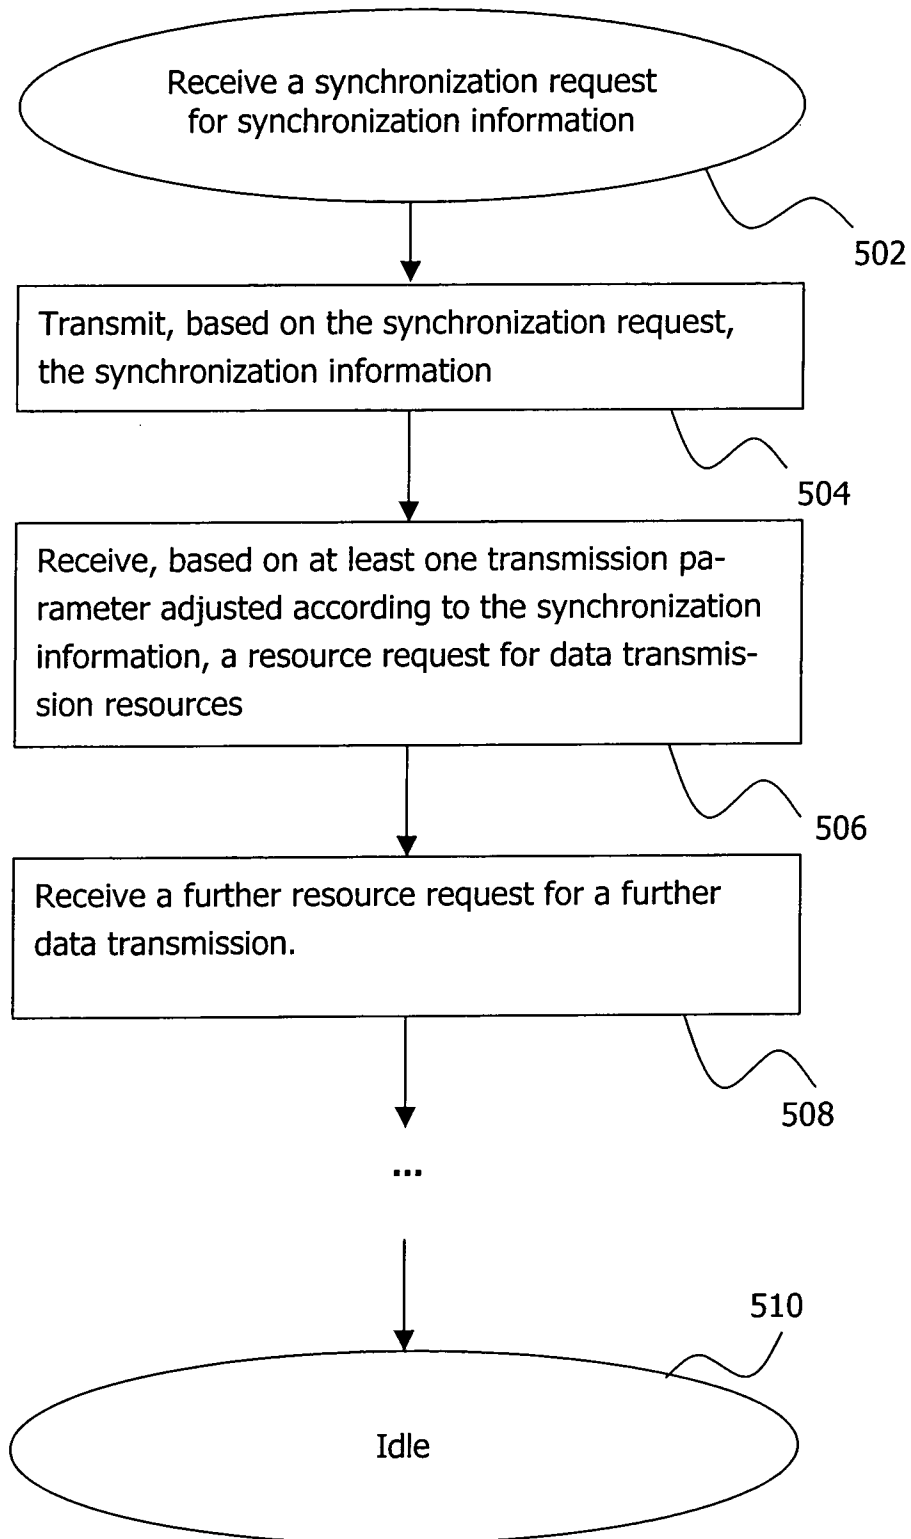 Receive a synchronization request
for synchronization information
502
Transmit, based on the synchronization request,
the synchronization information
504
Receive, based on at least one transmission pa-
rameter adjusted according to the synchronization
information, a resource request for data transmis-
sion resources
506
Receive a further resource request for a further
data transmission.
508
...
510
Idle